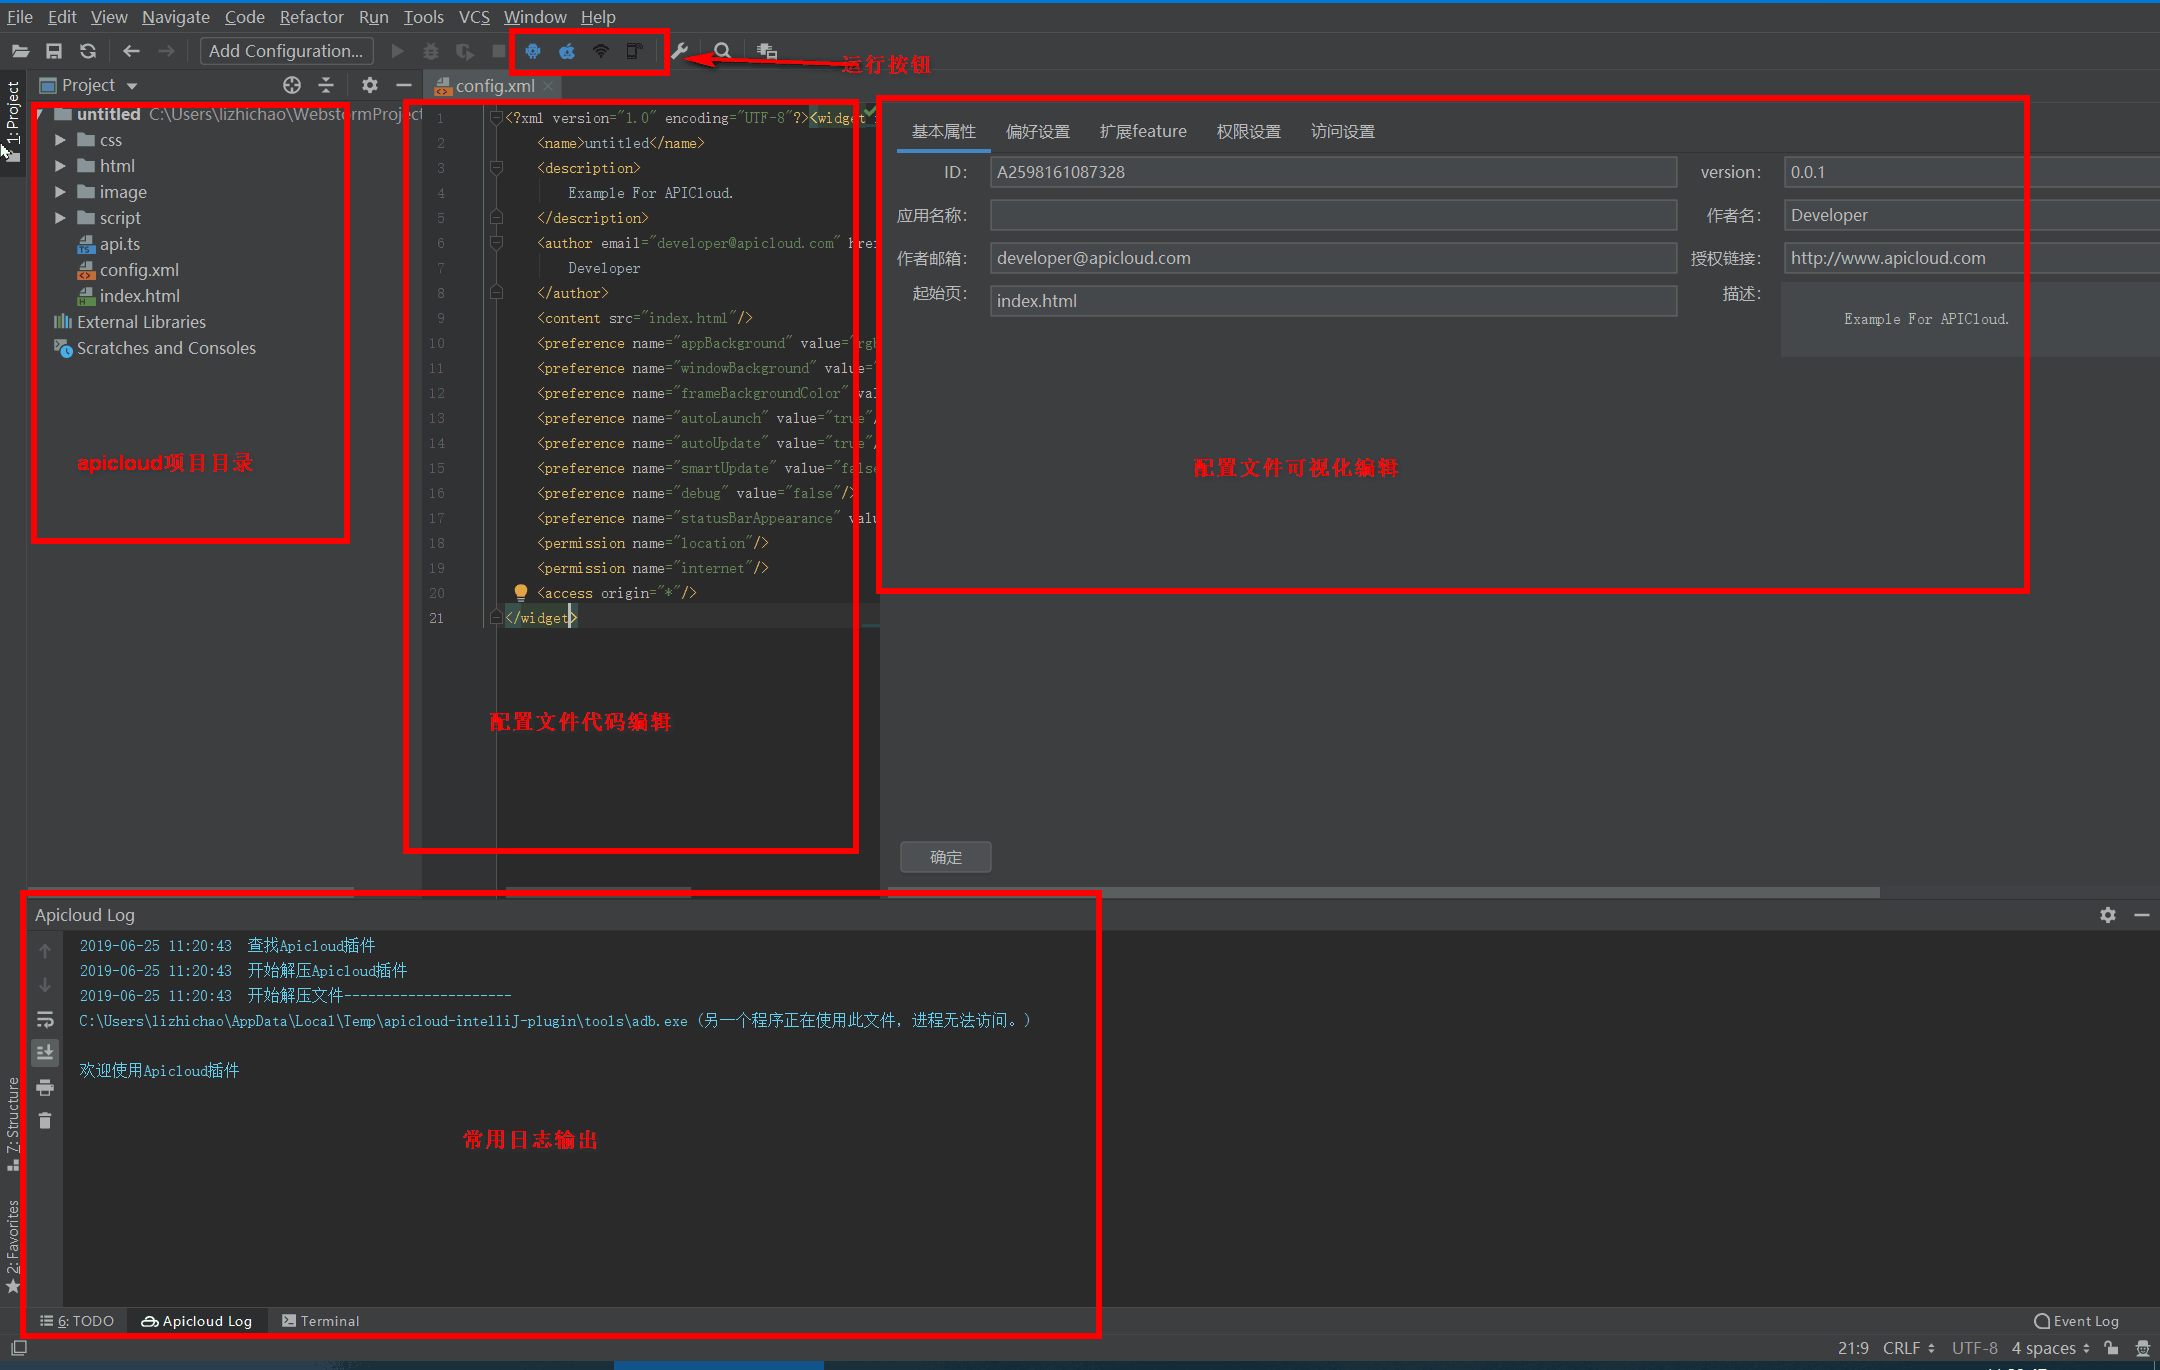 File Edit View Navigate Code Refactor Run Tools VCS Window Help
Add Configuration...
运行按钮
1: Project
Project
config.xml
untitled C:\Users\lizhichao\WebstormProject
css
html
image
script
api.ts
config.xml
index.html
External Libraries
Scratches and Consoles
apicloud项目目录
1 <?xml version="1.0" encoding="UTF-8"?><widget
2 <name>untitled</name>
3 <description>
4 Example For APICloud.
5 </description>
6 <author email="developer@apicloud.com" href
7 Developer
8 </author>
9 <content src="index.html"/>
10 <preference name="appBackground" value="rgb
11 <preference name="windowBackground" value="
12 <preference name="frameBackgroundColor" val
13 <preference name="autoLaunch" value="true"/
14 <preference name="autoUpdate" value="true"/
15 <preference name="smartUpdate" value="false
16 <preference name="debug" value="false"/>
17 <preference name="statusBarAppearance" valu
18 <permission name="location"/>
19 <permission name="internet"/>
20 <access origin="*"/>
21 </widget>
配置文件代码编辑
基本属性 偏好设置 扩展feature 权限设置 访问设置
ID: A2598161087328 version: 0.0.1
应用名称: 作者名: Developer
作者邮箱: developer@apicloud.com 授权链接: http://www.apicloud.com
起始页: index.html 描述:
Example For APICloud.
配置文件可视化编辑
确定
Apicloud Log
2019-06-25 11:20:43 查找Apicloud插件
2019-06-25 11:20:43 开始解压Apicloud插件
2019-06-25 11:20:43 开始解压文件---------------------
C:\Users\lizhichao\AppData\Local\Temp\apicloud-intelliJ-plugin\tools\adb.exe (另一个程序正在使用此文件，进程无法访问。)
欢迎使用Apicloud插件
常用日志输出
7: Structure
2: Favorites
6: TODO Apicloud Log Terminal Event Log
21:9 CRLF UTF-8 4 spaces